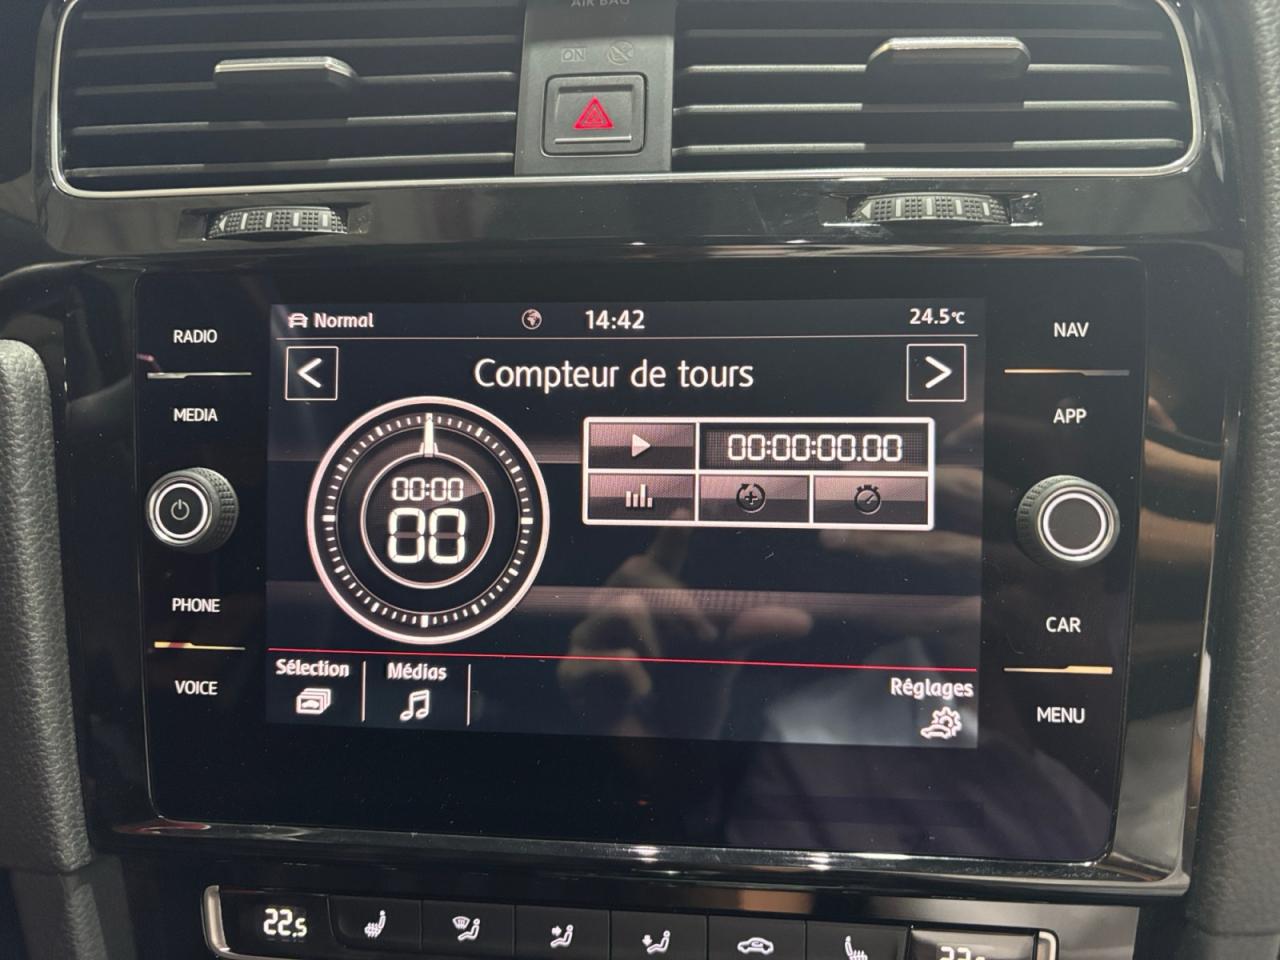 AIR BAG
ON
RADIO
MEDIA
PHONE
VOICE
Normal
14:42
24.5°C
Compteur de tours
00:00:00.00
00:00
00
Sélection
Médias
Réglages
NAV
APP
CAR
MENU
22.5